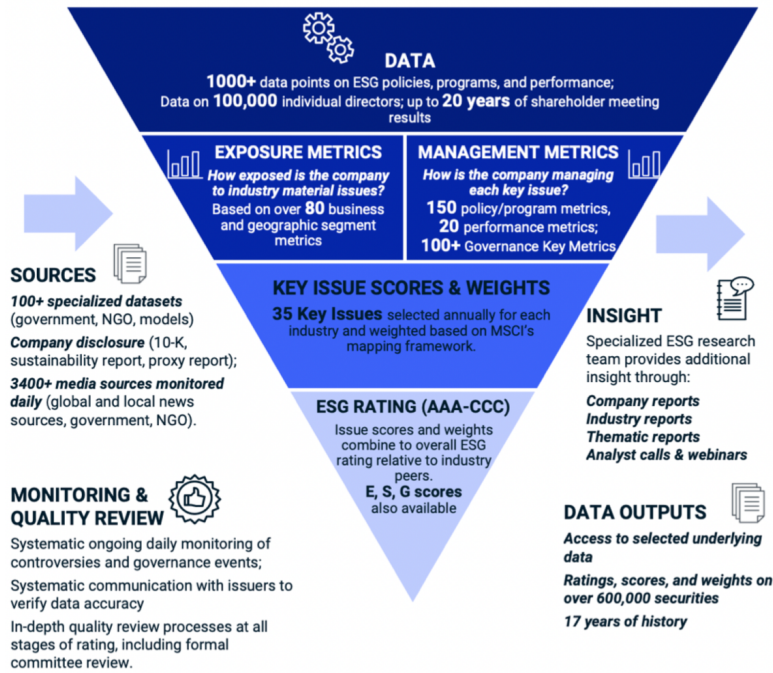 DATA
1000+ data points on ESG policies, programs, and performance;
Data on 100,000 individual directors; up to 20 years of shareholder meeting
results
EXPOSURE METRICS
How exposed is the company
to industry material issues?
Based on over 80 business
and geographic segment
metrics
MANAGEMENT METRICS
How is the company managing
each key issue?
150 policy/program metrics,
20 performance metrics;
100+ Governance Key Metrics
KEY ISSUE SCORES & WEIGHTS
35 Key Issues selected annually for each
industry and weighted based on MSCI's
mapping framework.
ESG RATING (AAA-CCC)
Issue scores and weights
combine to overall ESG
rating relative to industry
peers.
E, S, G scores
also available
SOURCES
100+ specialized datasets
(government, NGO, models)
Company disclosure (10-K,
sustainability report, proxy report);
3400+ media sources monitored
daily (global and local news
sources, government, NGO).
MONITORING &
QUALITY REVIEW
Systematic ongoing daily monitoring of
controversies and governance events;
Systematic communication with issuers to
verify data accuracy
In-depth quality review processes at all
stages of rating, including formal
committee review.
INSIGHT
Specialized ESG research
team provides additional
insight through:
Company reports
Industry reports
Thematic reports
Analyst calls & webinars
DATA OUTPUTS
Access to selected underlying
data
Ratings, scores, and weights on
over 600,000 securities
17 years of history